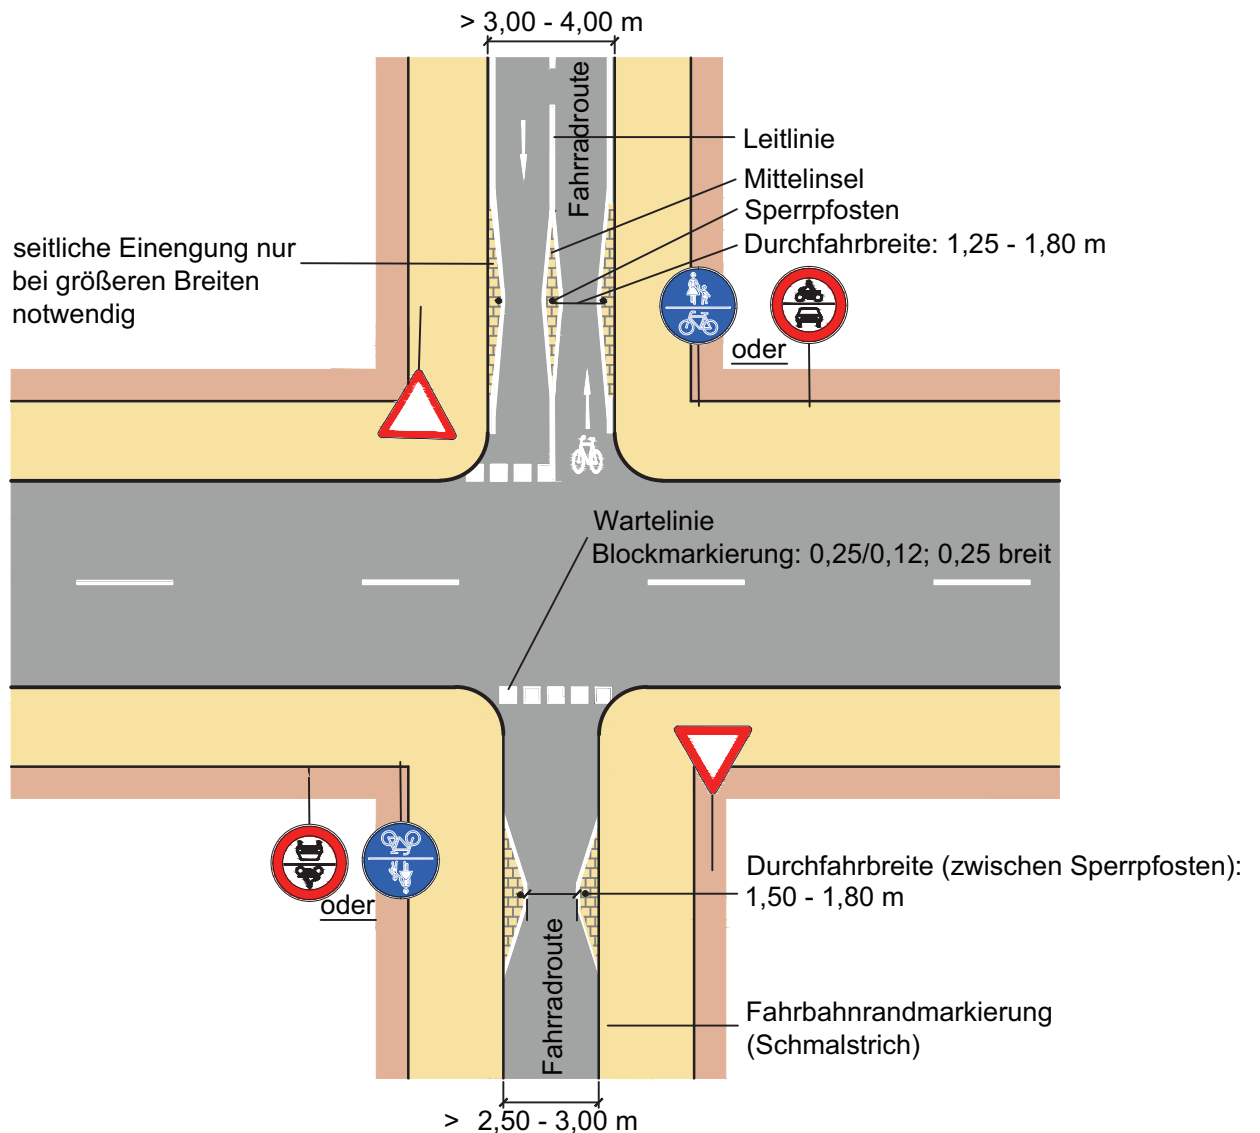 > 3,00 - 4,00 m
Fahrradroute
Leitlinie
Mittelinsel
Sperrpfosten
Durchfahrbreite: 1,25 - 1,80 m
seitliche Einengung nur
bei größeren Breiten
notwendig
oder
Wartelinie
Blockmarkierung: 0,25/0,12; 0,25 breit
oder
Durchfahrbreite (zwischen Sperrpfosten):
1,50 - 1,80 m
Fahrradroute
Fahrbahnrandmarkierung
(Schmalstrich)
> 2,50 - 3,00 m